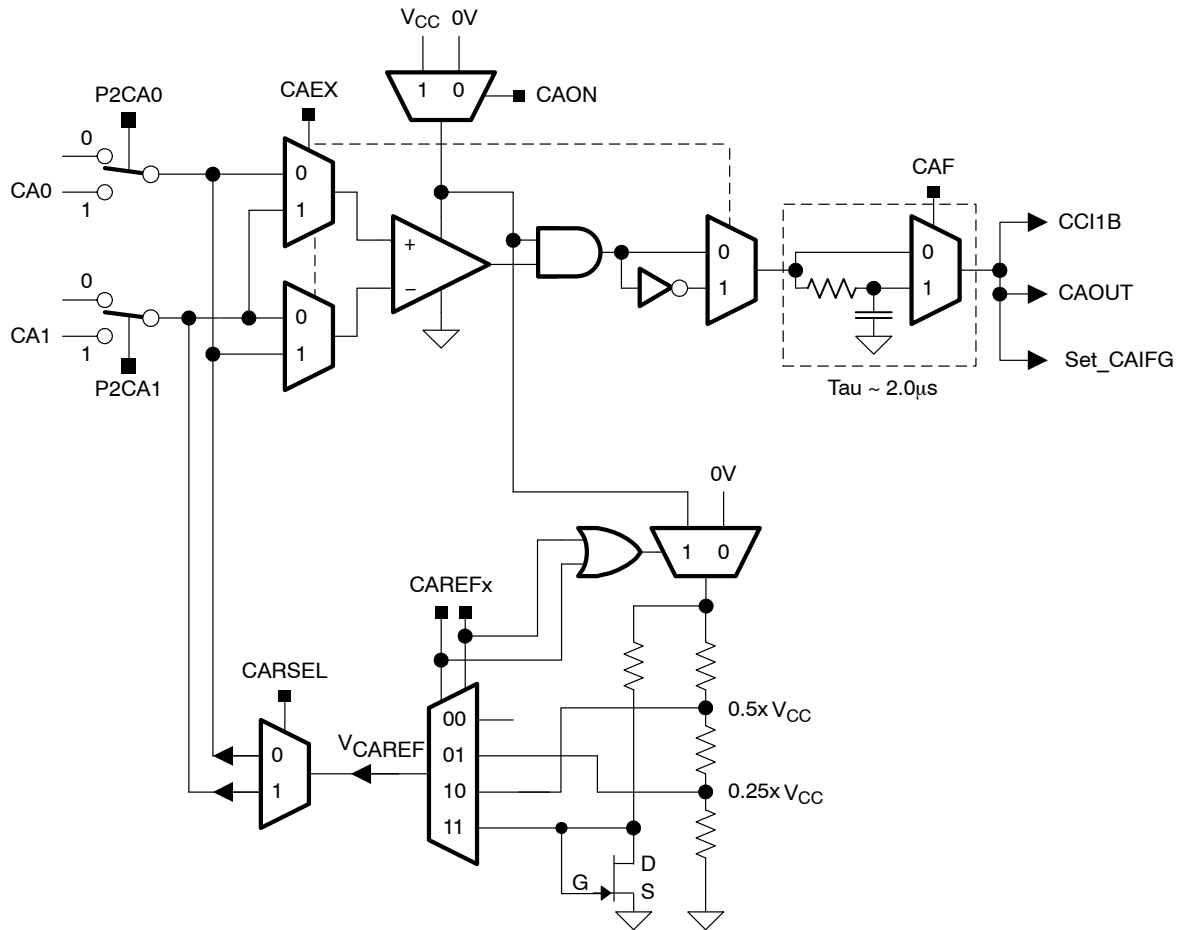 VCC 0V
1 0
CAON
P2CA0
CAEX
0
CA0
1
0
1
CAF
0
1
+
−
0
1
0
1
CCI1B
CAOUT
Set_CAIFG
Tau ~ 2.0μs
0
CA1
1
P2CA1
0V
1 0
CAREFx
CARSEL
0
1
VCAREF
00
01
10
11
0.5x VCC
0.25x VCC
D
G
S